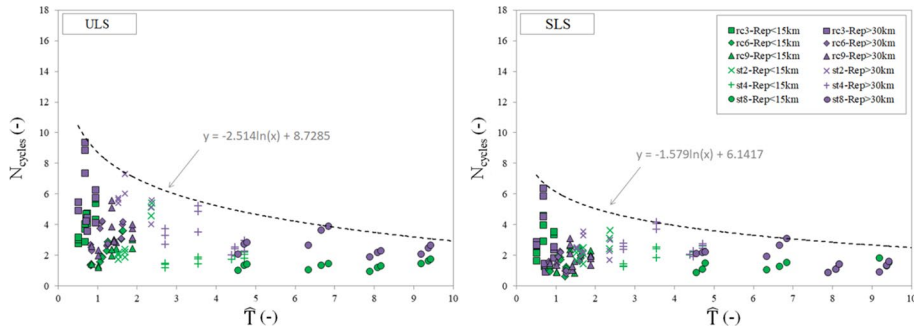 ULS
18
16
14
12
10
8
6
4
2
0
N cycles (-)
y = -2.514ln(x) + 8.7285
0 1 2 3 4 5 6 7 8 9 10
T̂ (-)
SLS
18
16
14
12
10
8
6
4
2
0
N cycles (-)
rc3-Rep<15km rc3-Rep>30km
rc6-Rep<15km rc6-Rep>30km
rc9-Rep<15km rc9-Rep>30km
st2-Rep<15km st2-Rep>30km
st4-Rep<15km st4-Rep>30km
st8-Rep<15km st8-Rep>30km
y = -1.579ln(x) + 6.1417
0 1 2 3 4 5 6 7 8 9 10
T̂ (-)